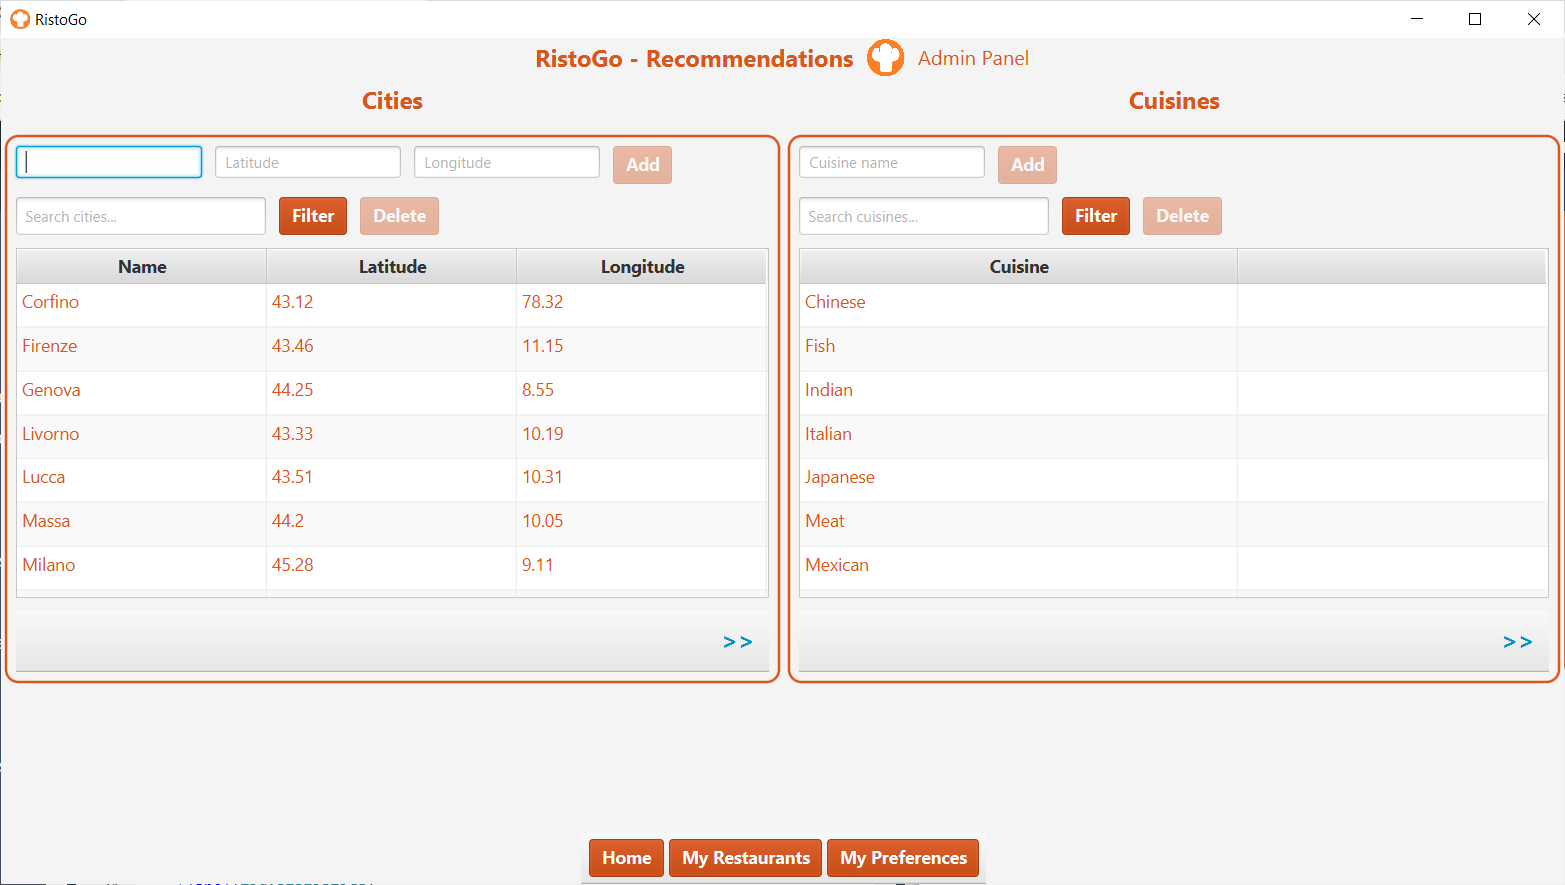 RistoGo
RistoGo - Recommendations Admin Panel
Cities
Latitude Longitude Add
Search cities... Filter Delete
Name Latitude Longitude
Corfino 43.12 78.32
Firenze 43.46 11.15
Genova 44.25 8.55
Livorno 43.33 10.19
Lucca 43.51 10.31
Massa 44.2 10.05
Milano 45.28 9.11
>>
Cuisines
Cuisine name Add
Search cuisines... Filter Delete
Cuisine
Chinese
Fish
Indian
Italian
Japanese
Meat
Mexican
>>
Home My Restaurants My Preferences